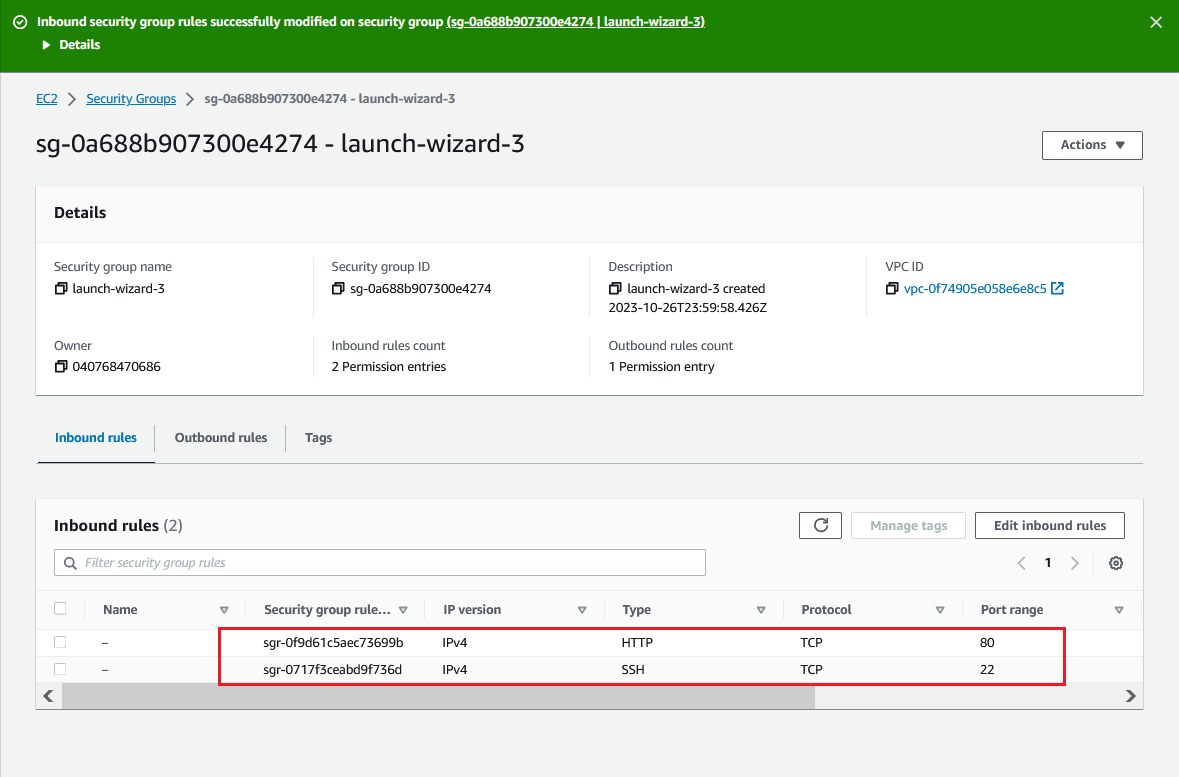 Inbound security group rules successfully modified on security group (sg-0a688b907300e4274 | launch-wizard-3)
Details
EC2 > Security Groups > sg-0a688b907300e4274 - launch-wizard-3
sg-0a688b907300e4274 - launch-wizard-3
Actions
Details
Security group name
launch-wizard-3
Security group ID
sg-0a688b907300e4274
Description
launch-wizard-3 created
2023-10-26T23:59:58.426Z
VPC ID
vpc-0f74905e058e6e8c5
Owner
040768470686
Inbound rules count
2 Permission entries
Outbound rules count
1 Permission entry
Inbound rules Outbound rules Tags
Inbound rules (2)
Manage tags Edit inbound rules
Filter security group rules
1
Name Security group rule... IP version Type Protocol Port range
– sgr-0f9d61c5aec73699b IPv4 HTTP TCP 80
– sgr-0717f3ceabd9f736d IPv4 SSH TCP 22